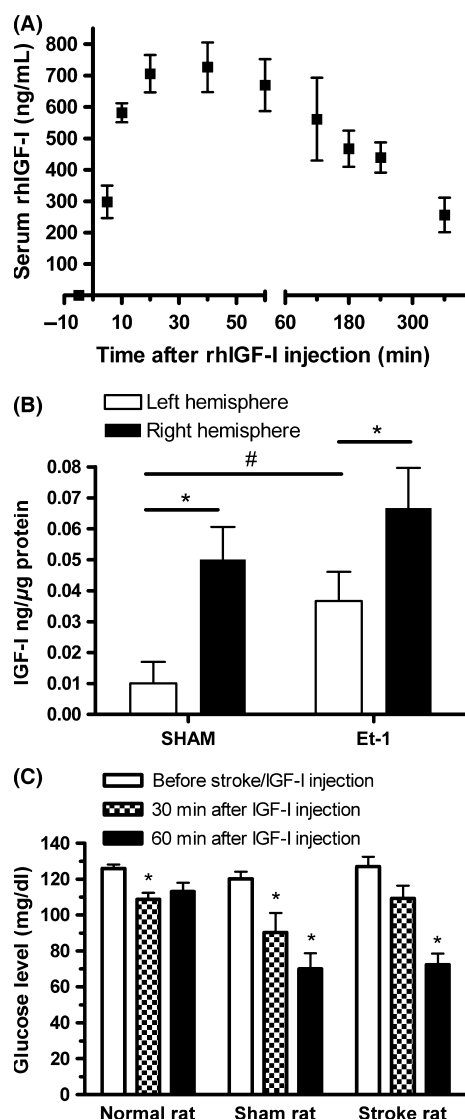 (A)
Serum rhIGF-I (ng/mL)
800
700
600
500
400
300
200
100
–10
10
30
50
60
180
300
Time after rhIGF-I injection (min)
(B)
Left hemisphere
Right hemisphere
IGF-I ng/µg protein
0.08
0.07
0.06
0.05
0.04
0.03
0.02
0.01
0.00
*
#
*
SHAM
Et-1
(C)
Before stroke/IGF-I injection
30 min after IGF-I injection
60 min after IGF-I injection
Glucose level (mg/dl)
140
120
100
80
60
40
20
0
*
*
*
*
Normal rat
Sham rat
Stroke rat